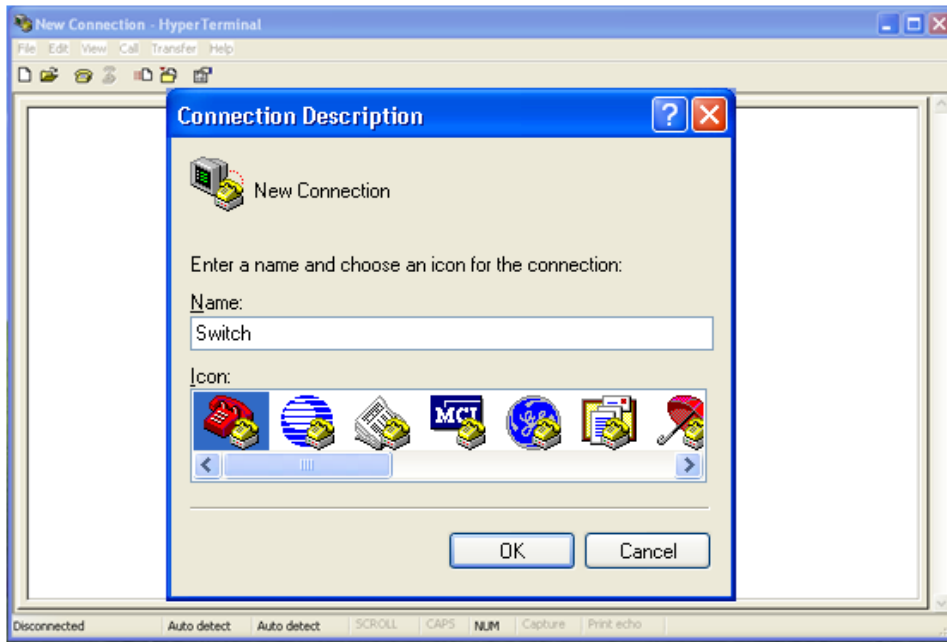 New Connection - HyperTerminal
File Edit View Call Transfer Help
Connection Description
New Connection
Enter a name and choose an icon for the connection:
Name:
Switch
Icon:
MCI
OK Cancel
Disconnected Auto detect Auto detect SCROLL CAPS NUM Capture Print echo